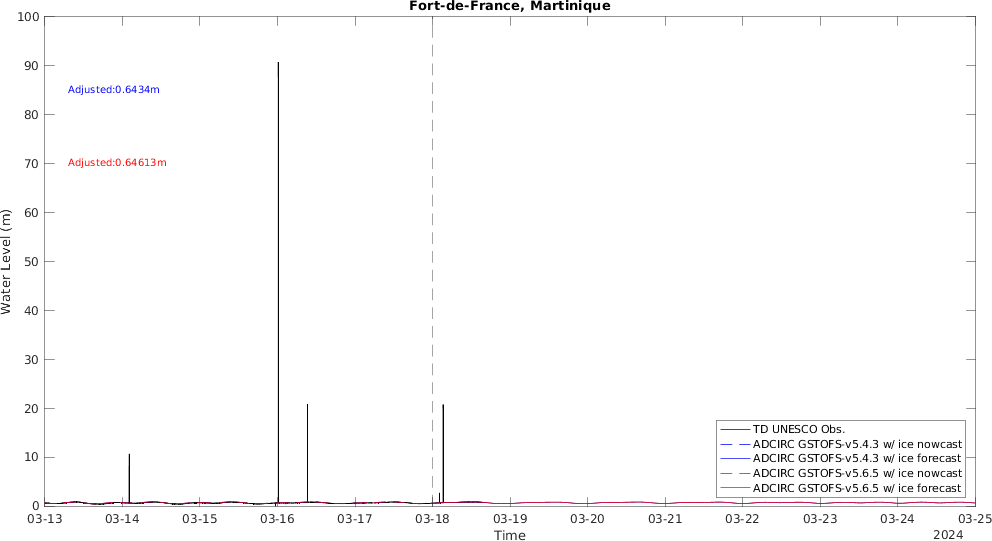 Fort-de-France, Martinique
100
90
80
70
60
50
40
30
20
10
0
Water Level (m)
Adjusted:0.6434m
Adjusted:0.64613m
TD UNESCO Obs.
ADCIRC GSTOFS-v5.4.3 w/ ice nowcast
ADCIRC GSTOFS-v5.4.3 w/ ice forecast
ADCIRC GSTOFS-v5.6.5 w/ ice nowcast
ADCIRC GSTOFS-v5.6.5 w/ ice forecast
03-13 03-14 03-15 03-16 03-17 03-18 03-19 03-20 03-21 03-22 03-23 03-24 03-25
Time
2024